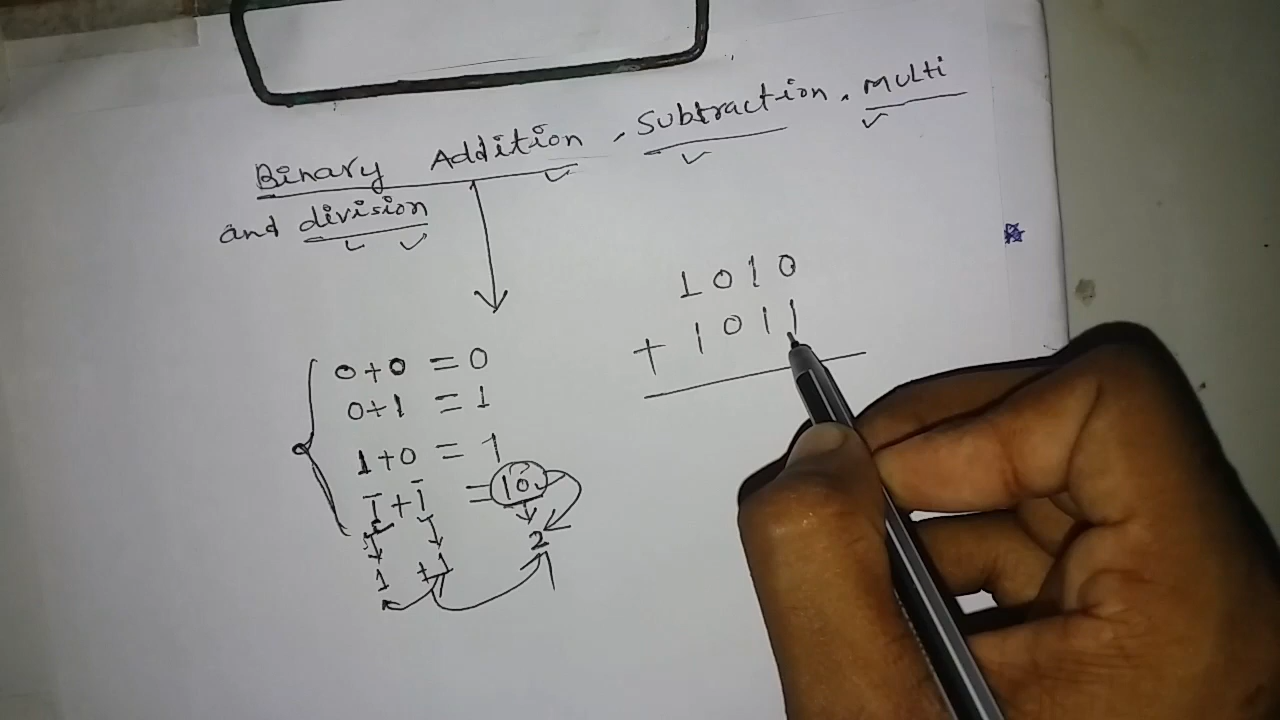 Binary Addition, Subtraction, Multi
and division
0+0 = 0
0+1 = 1
1+0 = 1
1+1 = 10
1 +1 2
1010
+ 1011